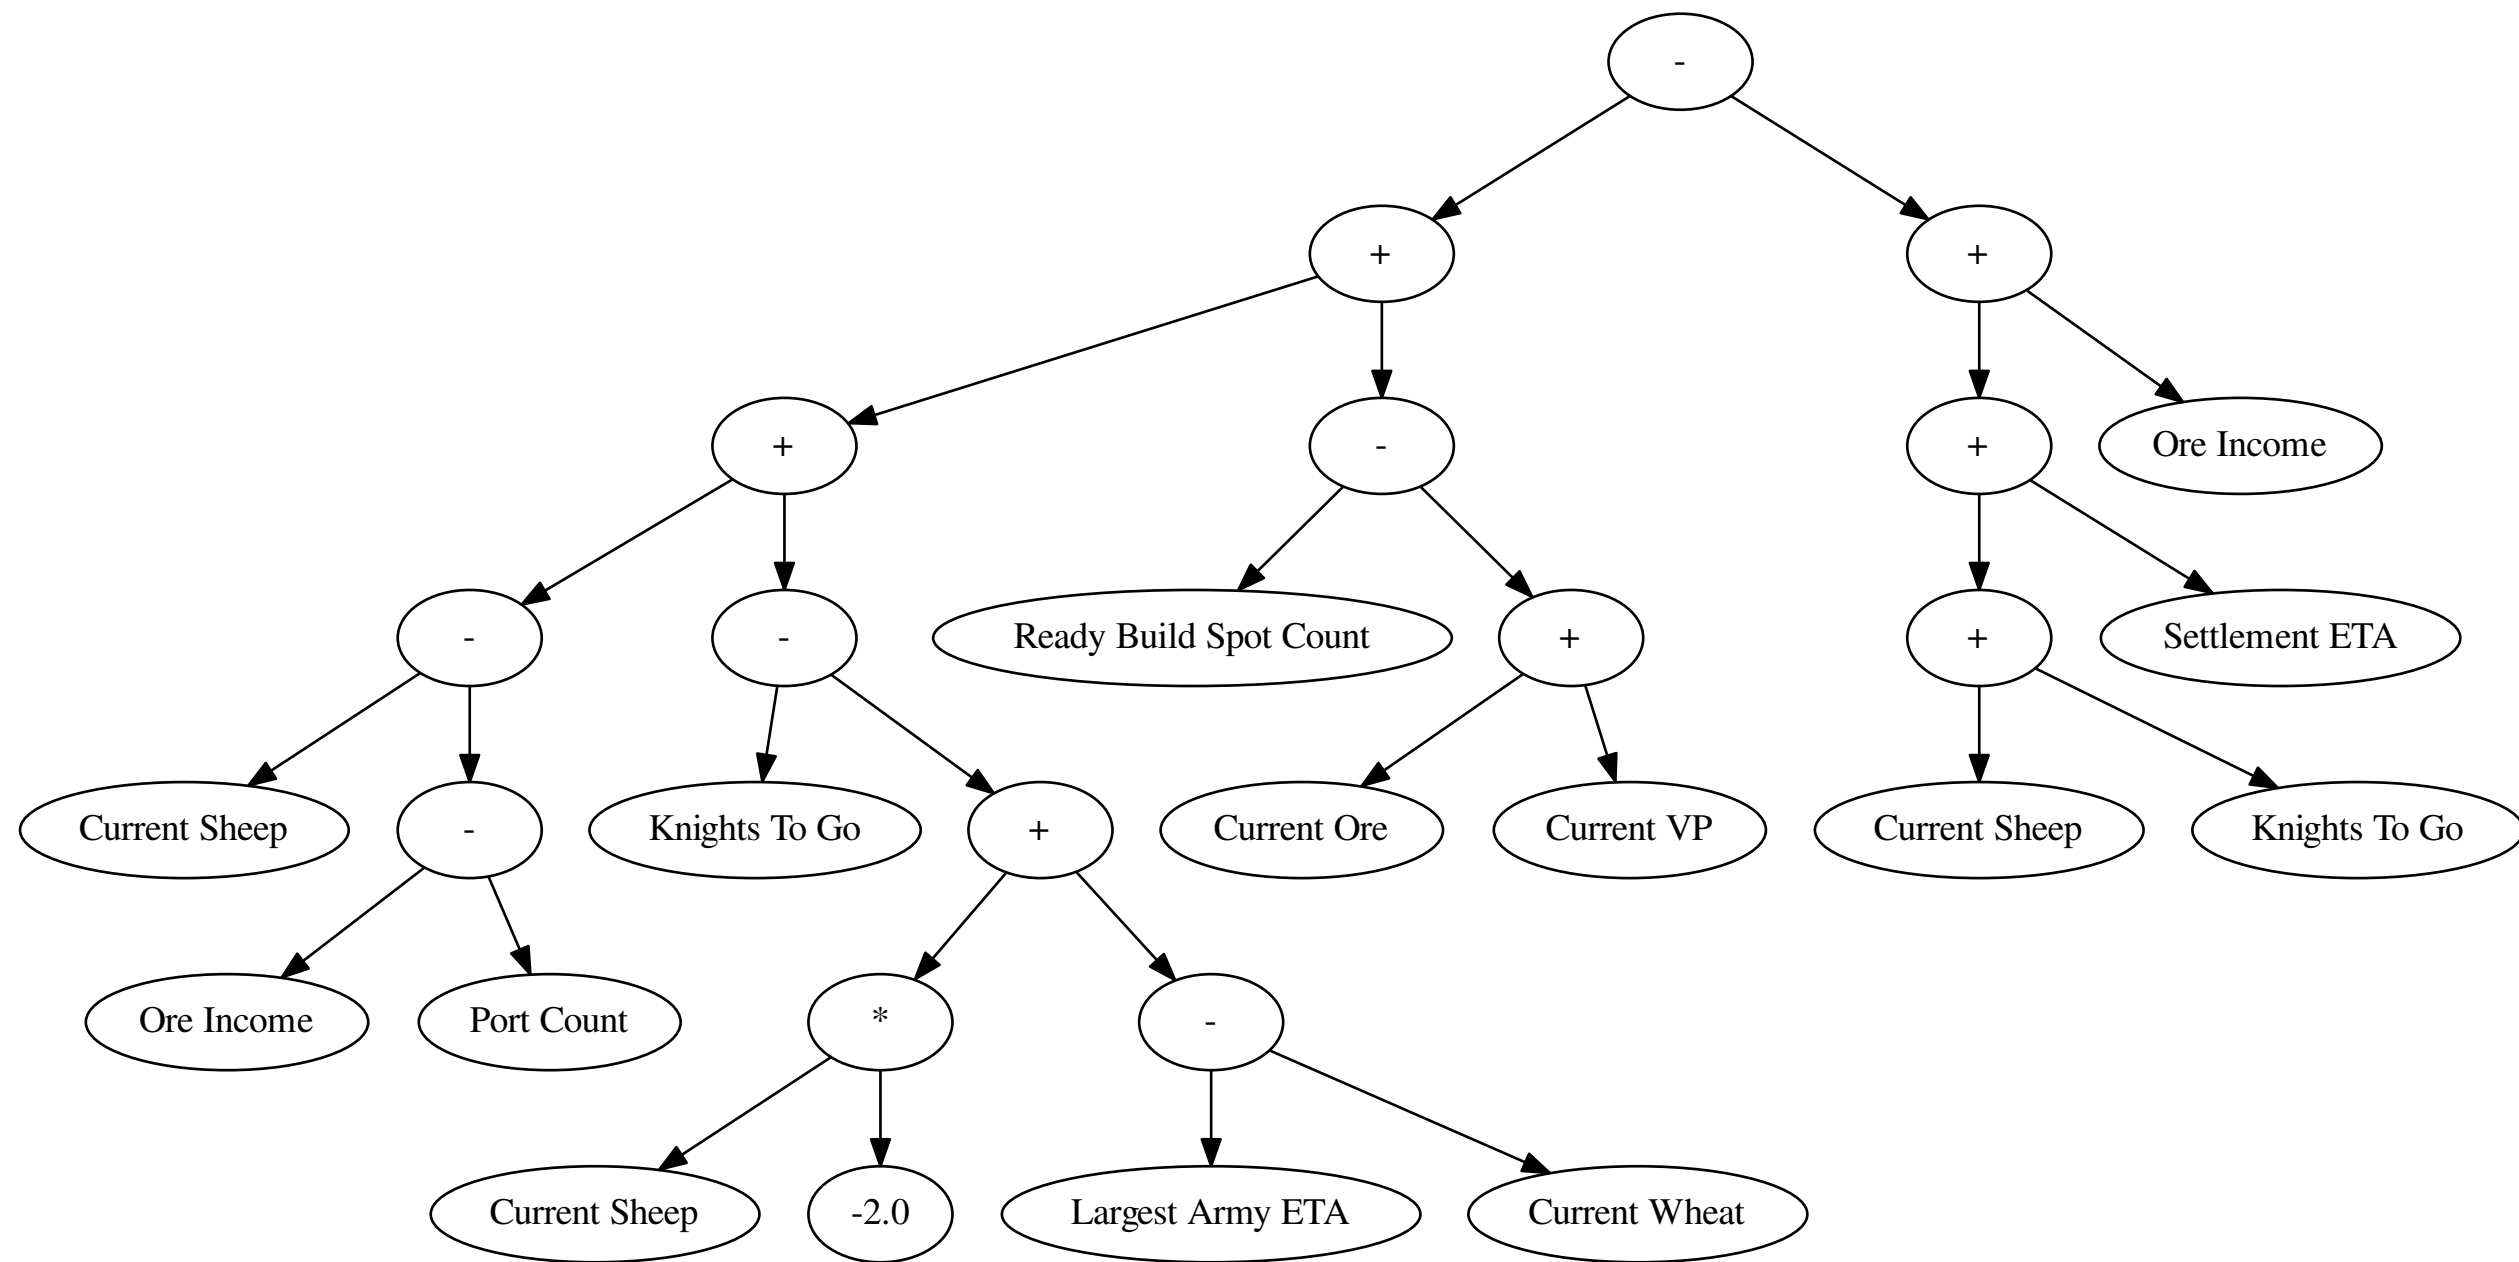 -
+
+
+
-
+
Ore Income
-
-
Ready Build Spot Count
+
+
Settlement ETA
Current Sheep
-
Knights To Go
+
Current Ore
Current VP
Current Sheep
Knights To Go
Ore Income
Port Count
*
-
Current Sheep
-2.0
Largest Army ETA
Current Wheat